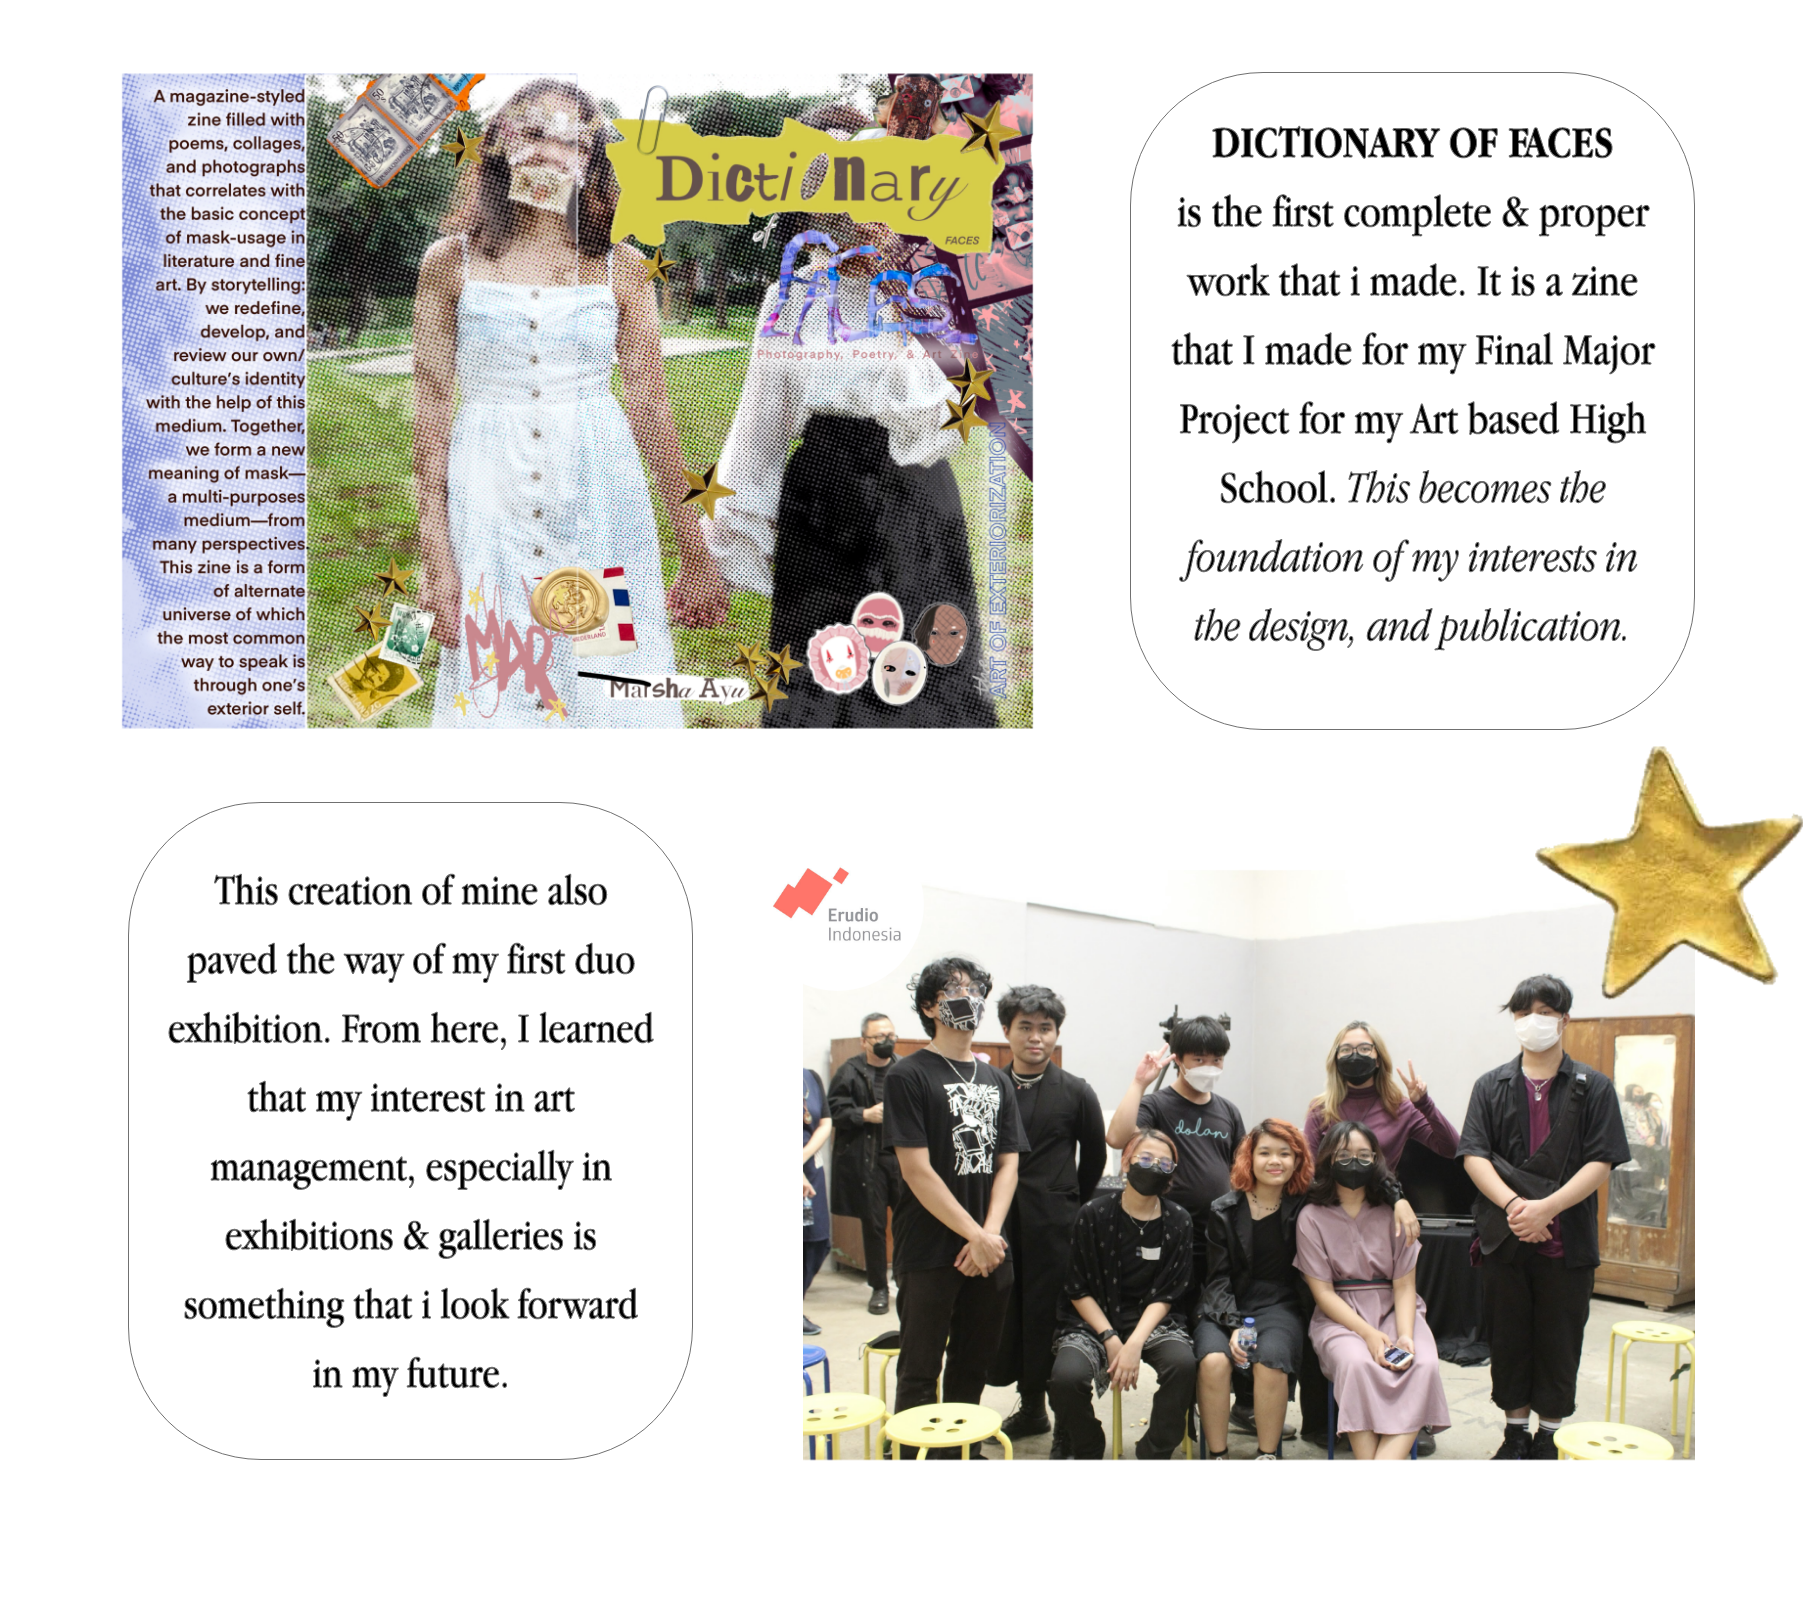 A magazine-styled
zine filled with
poems, collages,
and photographs
that correlates with
the basic concept
of mask-usage in
literature and fine
art. By storytelling:
we redefine,
develop, and
review our own/
culture's identity
with the help of this
medium. Together,
we form a new
meaning of mask—
a multi-purposes
medium—from
many perspectives.
This zine is a form
of alternate
universe of which
the most common
way to speak is
through one's
exterior self.
Dictionary
FACES
Photography, Poetry, & Art Zine
ART OF EXTERIORIZATION
MAR
NEDERLAND
Marsha Ayu
DICTIONARY OF FACES
is the first complete & proper
work that i made. It is a zine
that I made for my Final Major
Project for my Art based High
School. This becomes the
foundation of my interests in
the design, and publication.
This creation of mine also
paved the way of my first duo
exhibition. From here, I learned
that my interest in art
management, especially in
exhibitions & galleries is
something that i look forward
in my future.
Erudio
Indonesia
dolan